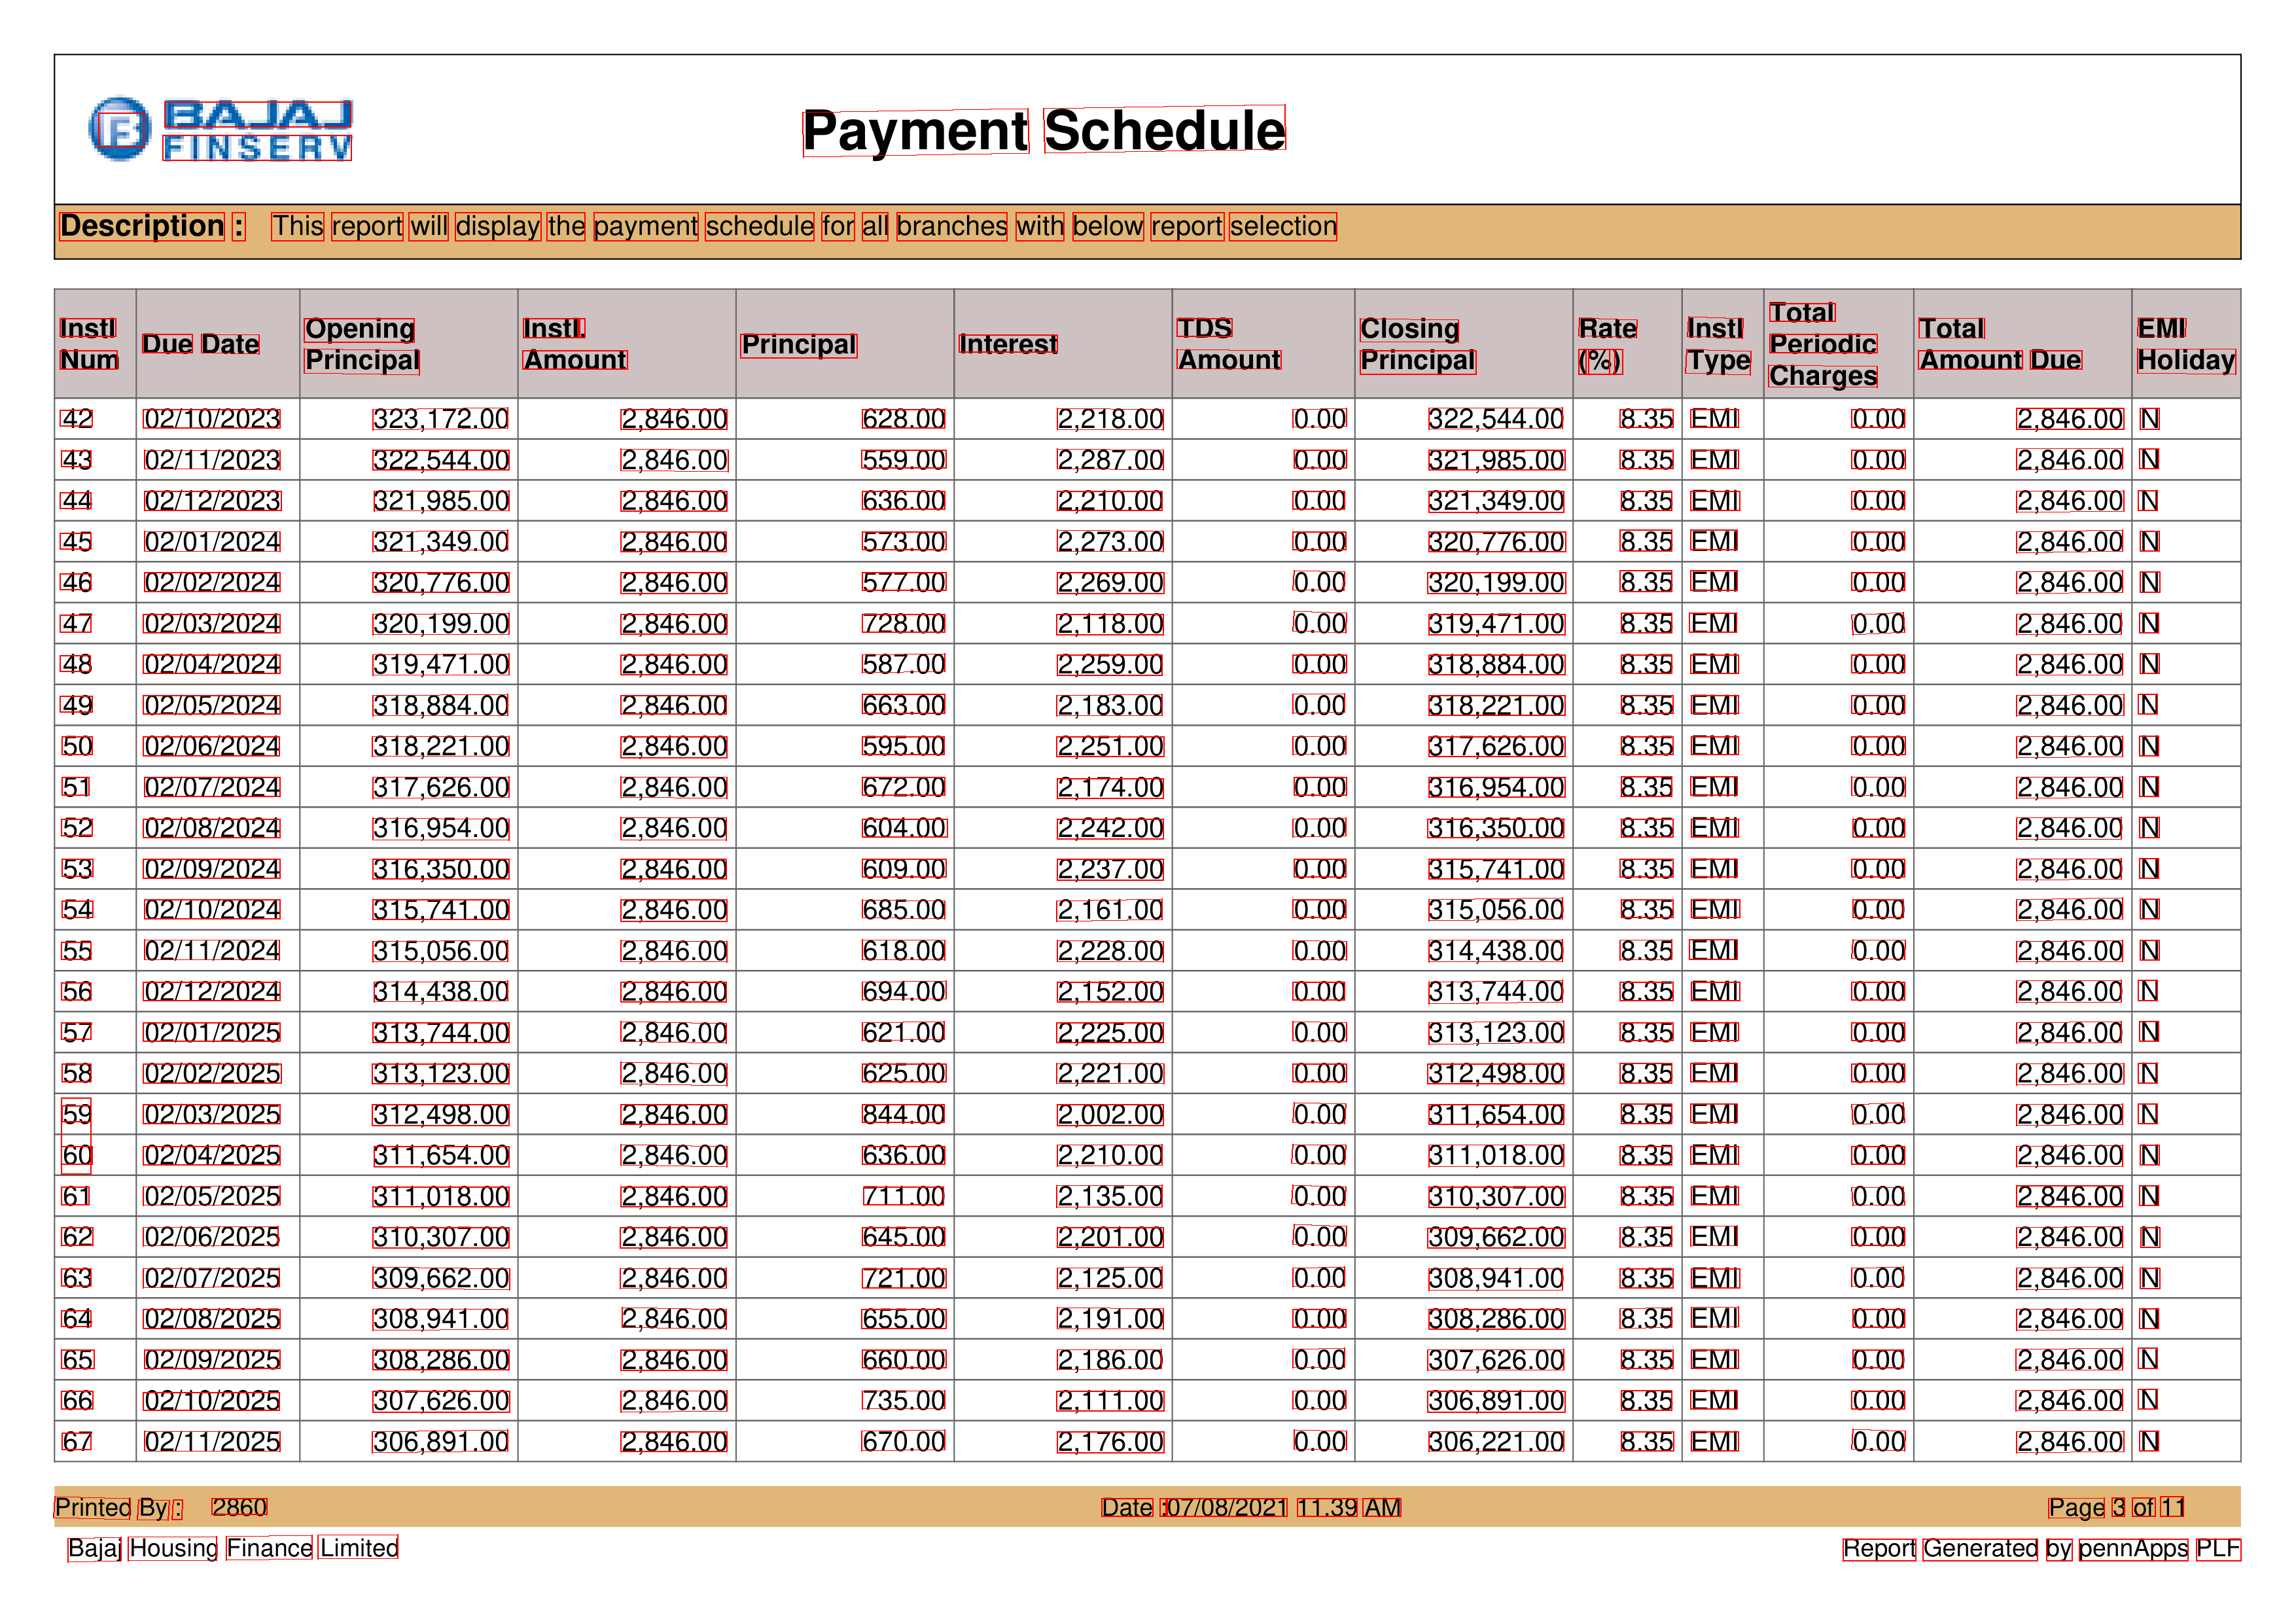 BAJAJ
FINSERV
Payment Schedule
Description : This report will display the payment schedule for all branches with below report selection
Instl Num Due Date Opening Principal Instl. Amount Principal Interest TDS Amount Closing Principal Rate (%) Instl Type Total Periodic Charges Total Amount Due EMI Holiday
42 02/10/2023 323,172.00 2,846.00 628.00 2,218.00 0.00 322,544.00 8.35 EMI 0.00 2,846.00 N
43 02/11/2023 322,544.00 2,846.00 559.00 2,287.00 0.00 321,985.00 8.35 EMI 0.00 2,846.00 N
44 02/12/2023 321,985.00 2,846.00 636.00 2,210.00 0.00 321,349.00 8.35 EMI 0.00 2,846.00 N
45 02/01/2024 321,349.00 2,846.00 573.00 2,273.00 0.00 320,776.00 8.35 EMI 0.00 2,846.00 N
46 02/02/2024 320,776.00 2,846.00 577.00 2,269.00 0.00 320,199.00 8.35 EMI 0.00 2,846.00 N
47 02/03/2024 320,199.00 2,846.00 728.00 2,118.00 0.00 319,471.00 8.35 EMI 0.00 2,846.00 N
48 02/04/2024 319,471.00 2,846.00 587.00 2,259.00 0.00 318,884.00 8.35 EMI 0.00 2,846.00 N
49 02/05/2024 318,884.00 2,846.00 663.00 2,183.00 0.00 318,221.00 8.35 EMI 0.00 2,846.00 N
50 02/06/2024 318,221.00 2,846.00 595.00 2,251.00 0.00 317,626.00 8.35 EMI 0.00 2,846.00 N
51 02/07/2024 317,626.00 2,846.00 672.00 2,174.00 0.00 316,954.00 8.35 EMI 0.00 2,846.00 N
52 02/08/2024 316,954.00 2,846.00 604.00 2,242.00 0.00 316,350.00 8.35 EMI 0.00 2,846.00 N
53 02/09/2024 316,350.00 2,846.00 609.00 2,237.00 0.00 315,741.00 8.35 EMI 0.00 2,846.00 N
54 02/10/2024 315,741.00 2,846.00 685.00 2,161.00 0.00 315,056.00 8.35 EMI 0.00 2,846.00 N
55 02/11/2024 315,056.00 2,846.00 618.00 2,228.00 0.00 314,438.00 8.35 EMI 0.00 2,846.00 N
56 02/12/2024 314,438.00 2,846.00 694.00 2,152.00 0.00 313,744.00 8.35 EMI 0.00 2,846.00 N
57 02/01/2025 313,744.00 2,846.00 621.00 2,225.00 0.00 313,123.00 8.35 EMI 0.00 2,846.00 N
58 02/02/2025 313,123.00 2,846.00 625.00 2,221.00 0.00 312,498.00 8.35 EMI 0.00 2,846.00 N
59 02/03/2025 312,498.00 2,846.00 844.00 2,002.00 0.00 311,654.00 8.35 EMI 0.00 2,846.00 N
60 02/04/2025 311,654.00 2,846.00 636.00 2,210.00 0.00 311,018.00 8.35 EMI 0.00 2,846.00 N
61 02/05/2025 311,018.00 2,846.00 711.00 2,135.00 0.00 310,307.00 8.35 EMI 0.00 2,846.00 N
62 02/06/2025 310,307.00 2,846.00 645.00 2,201.00 0.00 309,662.00 8.35 EMI 0.00 2,846.00 N
63 02/07/2025 309,662.00 2,846.00 721.00 2,125.00 0.00 308,941.00 8.35 EMI 0.00 2,846.00 N
64 02/08/2025 308,941.00 2,846.00 655.00 2,191.00 0.00 308,286.00 8.35 EMI 0.00 2,846.00 N
65 02/09/2025 308,286.00 2,846.00 660.00 2,186.00 0.00 307,626.00 8.35 EMI 0.00 2,846.00 N
66 02/10/2025 307,626.00 2,846.00 735.00 2,111.00 0.00 306,891.00 8.35 EMI 0.00 2,846.00 N
67 02/11/2025 306,891.00 2,846.00 670.00 2,176.00 0.00 306,221.00 8.35 EMI 0.00 2,846.00 N
Printed By : 2860 Date :07/08/2021 11.39 AM Page 3 of 11
Bajaj Housing Finance Limited Report Generated by pennApps PLF